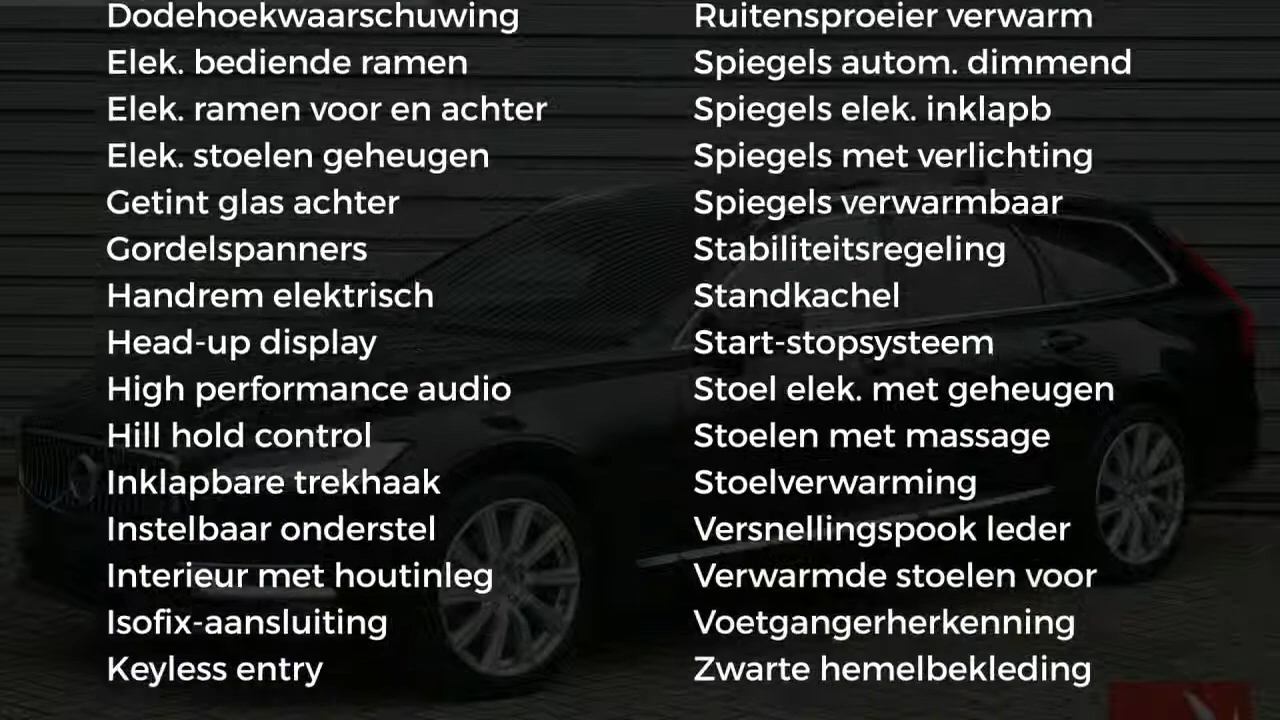 Dodehoekwaarschuwing
Elek. bediende ramen
Elek. ramen voor en achter
Elek. stoelen geheugen
Getint glas achter
Gordelspanners
Handrem elektrisch
Head-up display
High performance audio
Hill hold control
Inklapbare trekhaak
Instelbaar onderstel
Interieur met houtinleg
Isofix-aansluiting
Keyless entry
Ruitensproeier verwarm
Spiegels autom. dimmend
Spiegels elek. inklapb
Spiegels met verlichting
Spiegels verwarmbaar
Stabiliteitsregeling
Standkachel
Start-stopsysteem
Stoel elek. met geheugen
Stoelen met massage
Stoelverwarming
Versnellingspook leder
Verwarmde stoelen voor
Voetgangerherkenning
Zwarte hemelbekleding